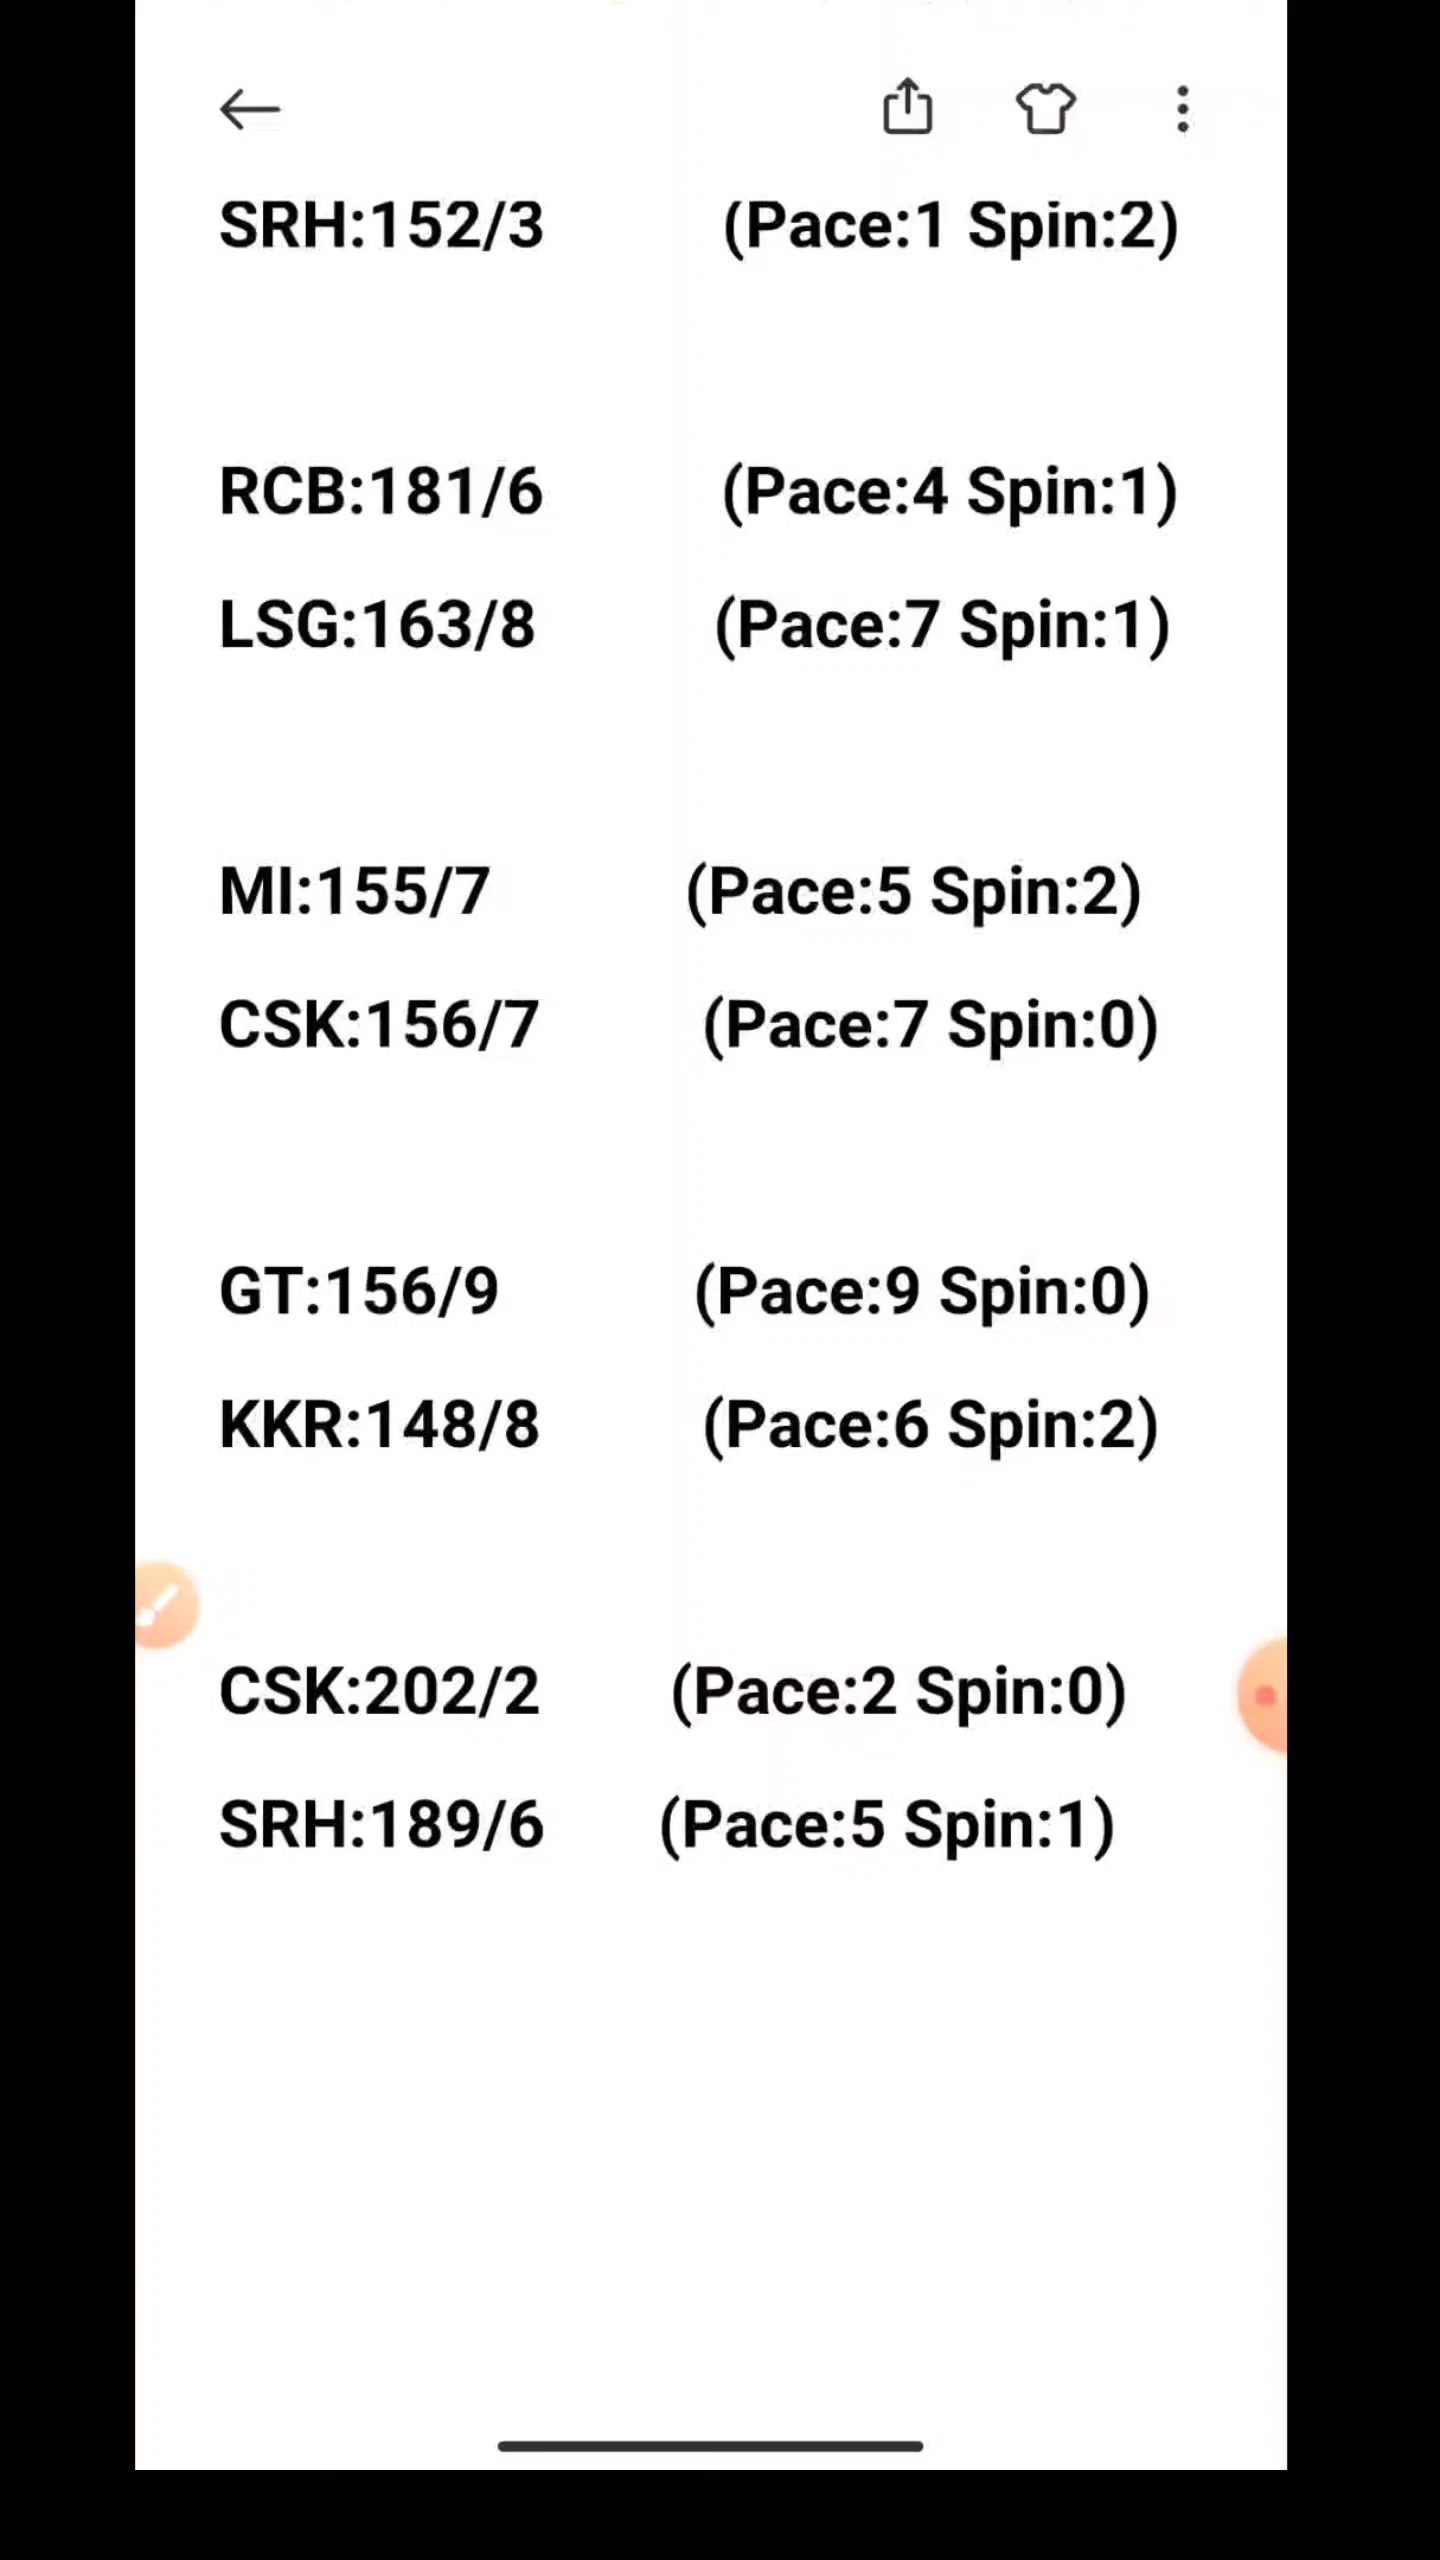 SRH:152/3 (Pace:1 Spin:2)
RCB:181/6 (Pace:4 Spin:1)
LSG:163/8 (Pace:7 Spin:1)
MI:155/7 (Pace:5 Spin:2)
CSK:156/7 (Pace:7 Spin:0)
GT:156/9 (Pace:9 Spin:0)
KKR:148/8 (Pace:6 Spin:2)
CSK:202/2 (Pace:2 Spin:0)
SRH:189/6 (Pace:5 Spin:1)